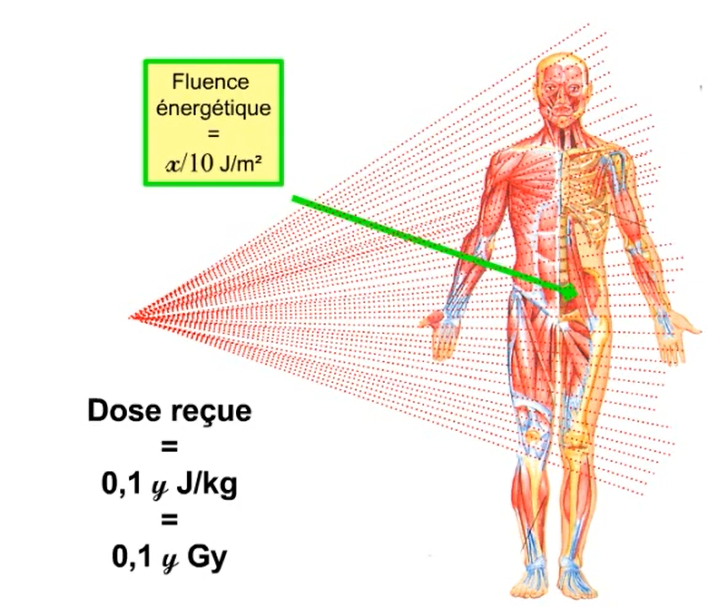 Fluence
énergétique
=
x/10 J/m²
Dose reçue
=
0,1 y J/kg
=
0,1 y Gy